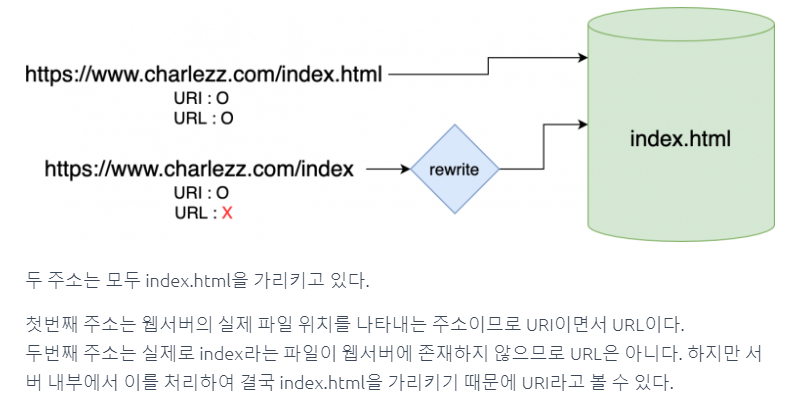 https://www.charlezz.com/index.html
URI : O
URL : O
https://www.charlezz.com/index
rewrite
URI : O
URL : X
index.html
두 주소는 모두 index.html을 가리키고 있다.
첫번째 주소는 웹서버의 실제 파일 위치를 나타내는 주소이므로 URI이면서 URL이다.
두번째 주소는 실제로 index라는 파일이 웹서버에 존재하지 않으므로 URL은 아니다. 하지만 서
버 내부에서 이를 처리하여 결국 index.html을 가리키기 때문에 URI라고 볼 수 있다.